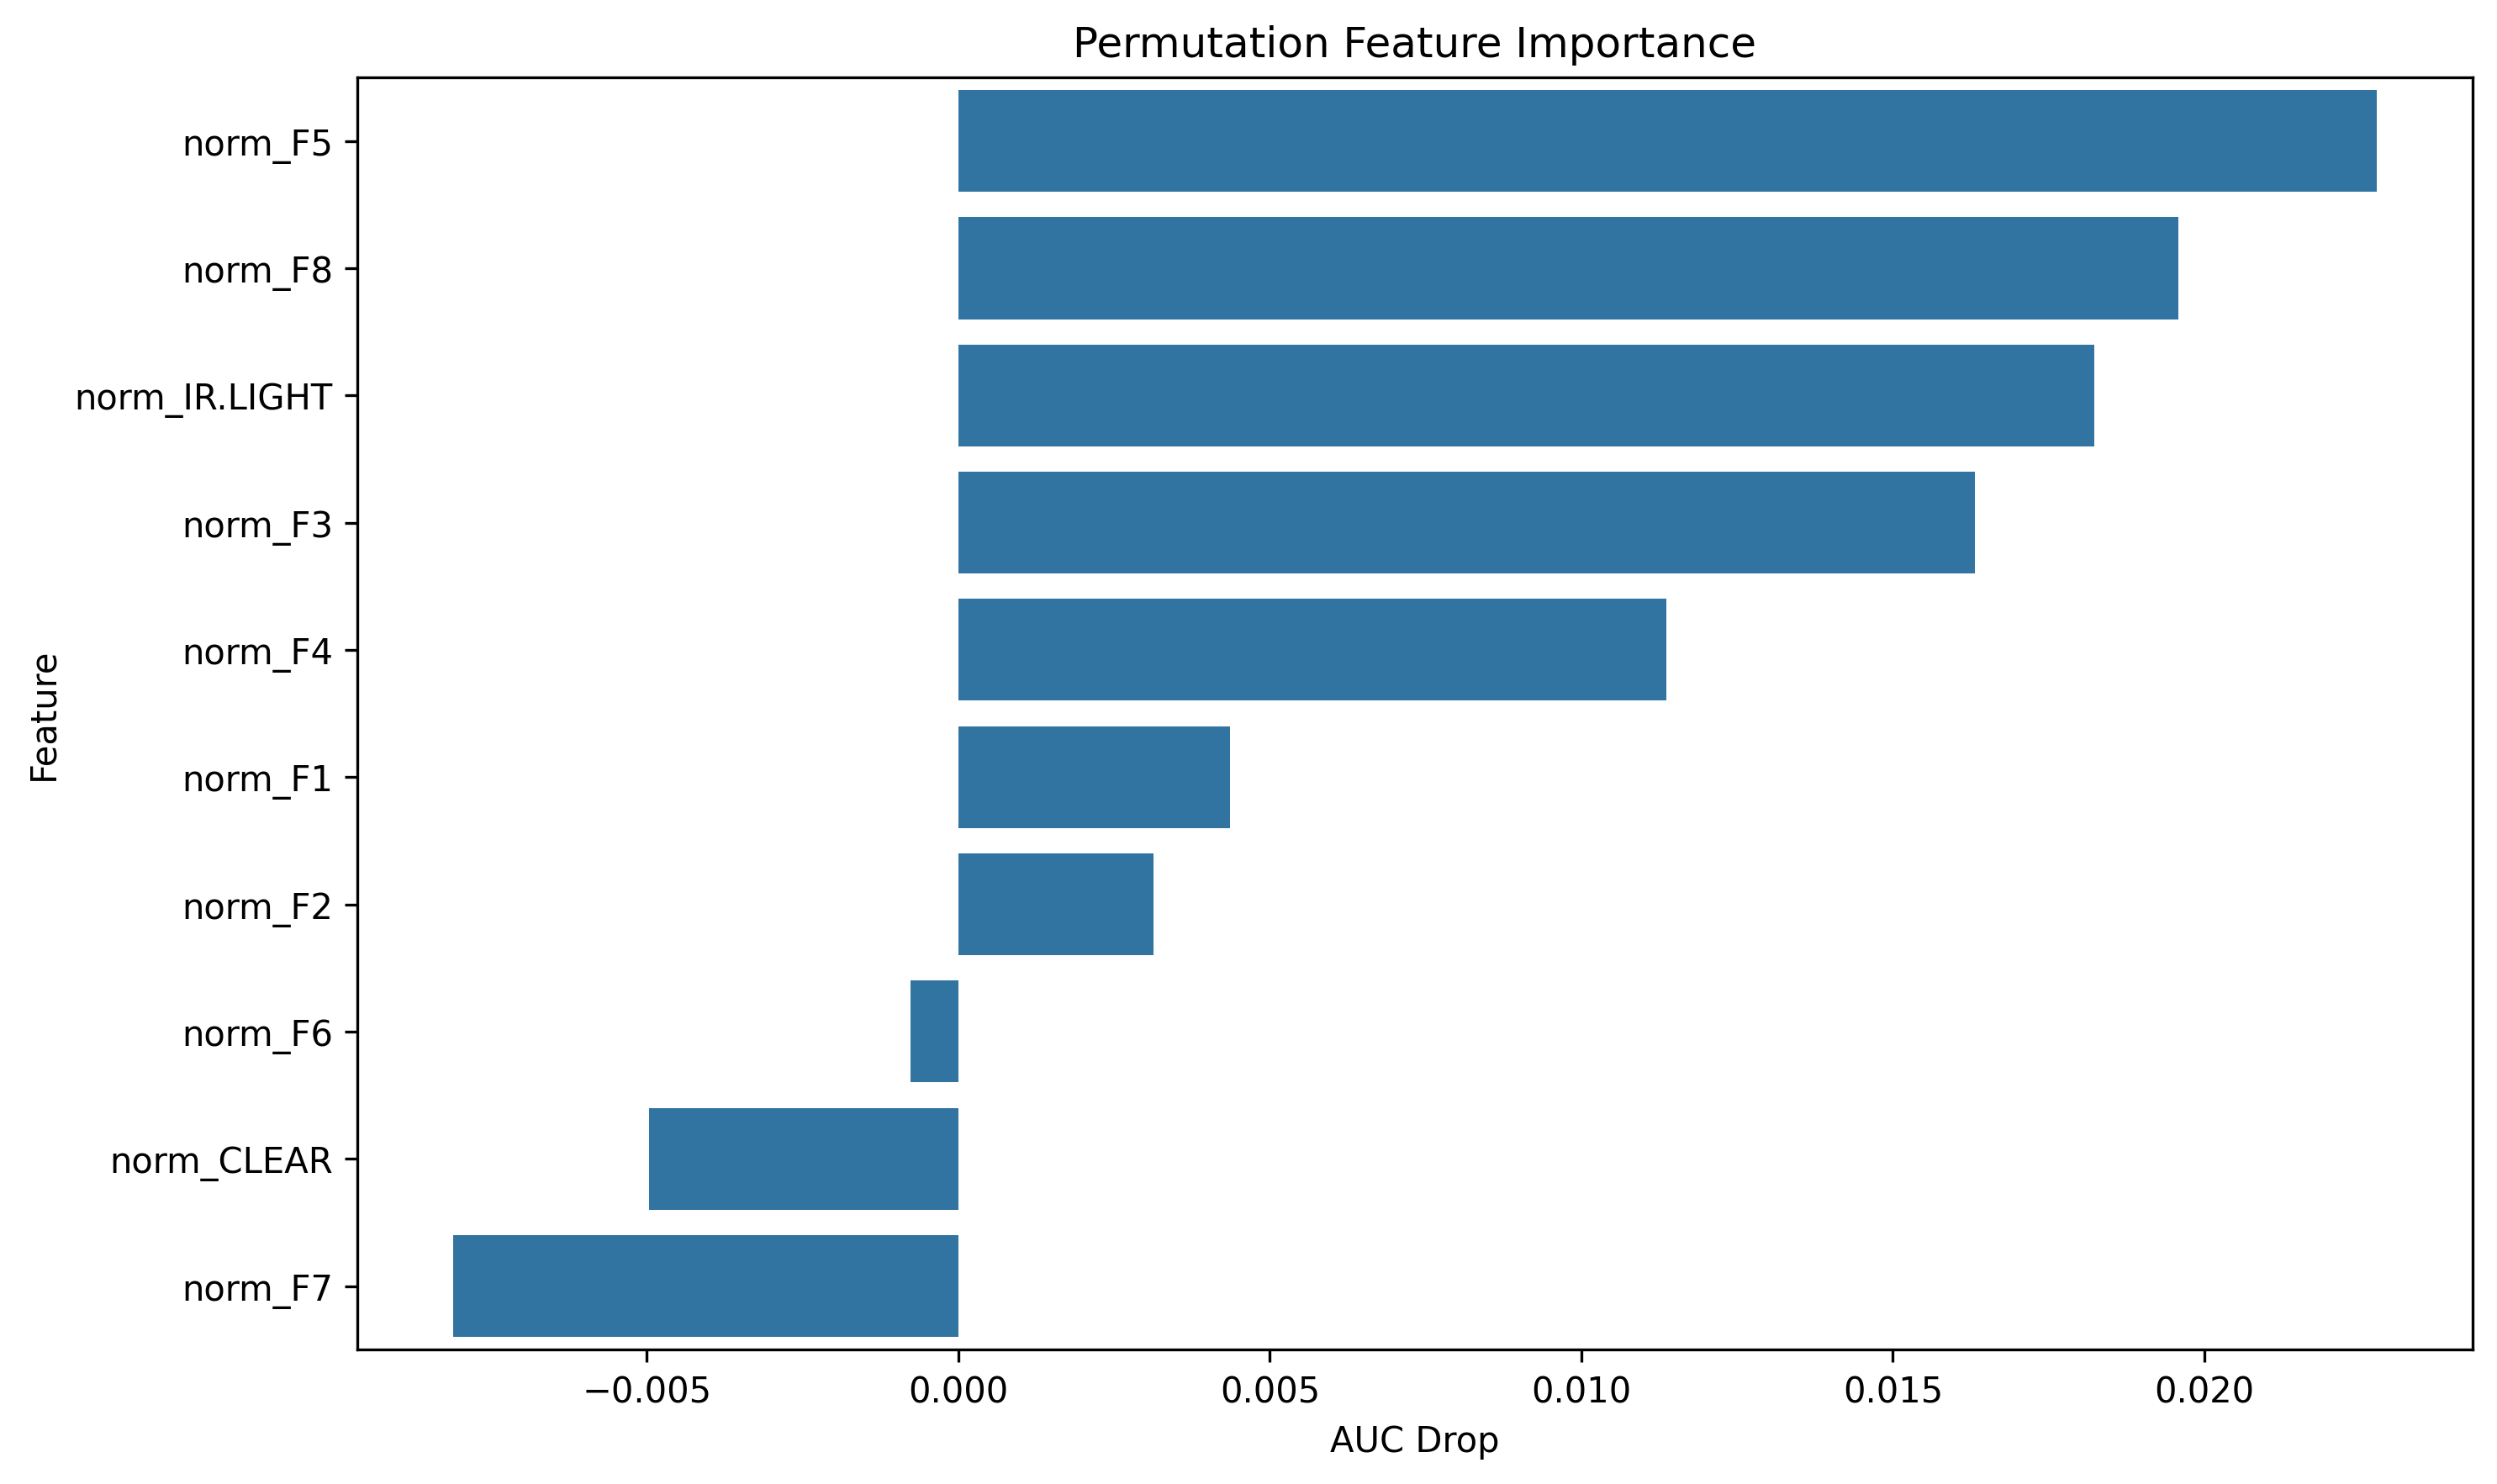 Permutation Feature Importance
norm_F5
norm_F8
norm_IR.LIGHT
norm_F3
norm_F4
norm_F1
norm_F2
norm_F6
norm_CLEAR
norm_F7
Feature
−0.005 0.000 0.005 0.010 0.015 0.020
AUC Drop